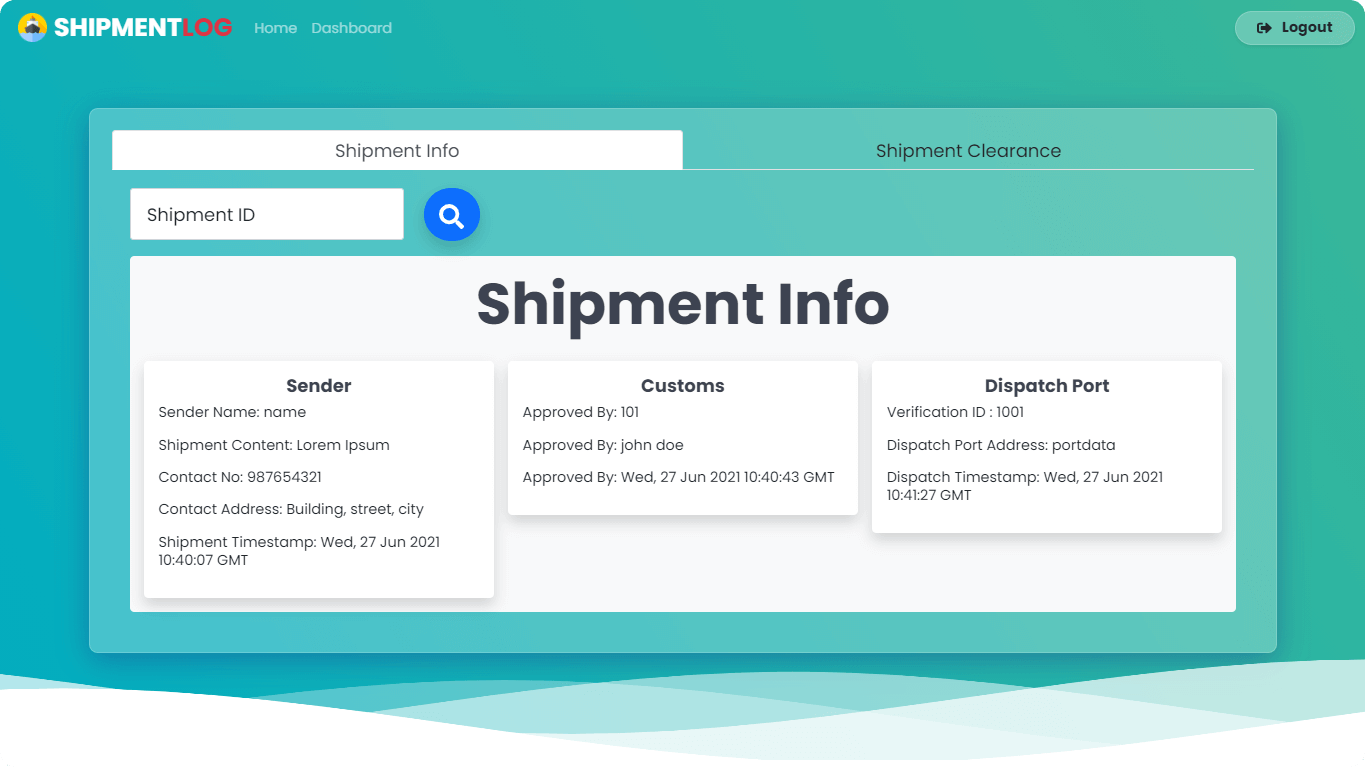 SHIPMENTLOG
Home
Dashboard
Logout
Shipment Info
Shipment Clearance
Shipment ID
Shipment Info
Sender
Sender Name: name
Shipment Content: Lorem Ipsum
Contact No: 987654321
Contact Address: Building, street, city
Shipment Timestamp: Wed, 27 Jun 2021
10:40:07 GMT
Customs
Approved By: 101
Approved By: john doe
Approved By: Wed, 27 Jun 2021 10:40:43 GMT
Dispatch Port
Verification ID : 1001
Dispatch Port Address: portdata
Dispatch Timestamp: Wed, 27 Jun 2021
10:41:27 GMT